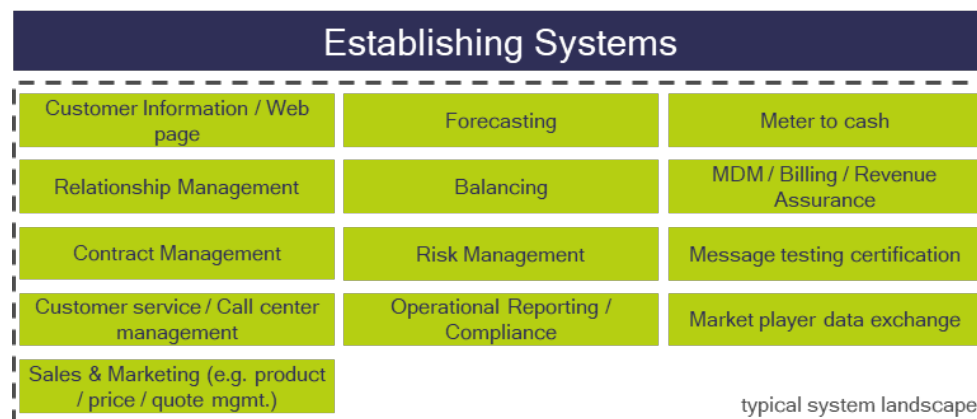 Establishing Systems
Customer Information / Web
page
Forecasting
Meter to cash
Relationship Management
Balancing
MDM / Billing / Revenue
Assurance
Contract Management
Risk Management
Message testing certification
Customer service / Call center
management
Operational Reporting /
Compliance
Market player data exchange
Sales & Marketing (e.g. product
/ price / quote mgmt.)
typical system landscape